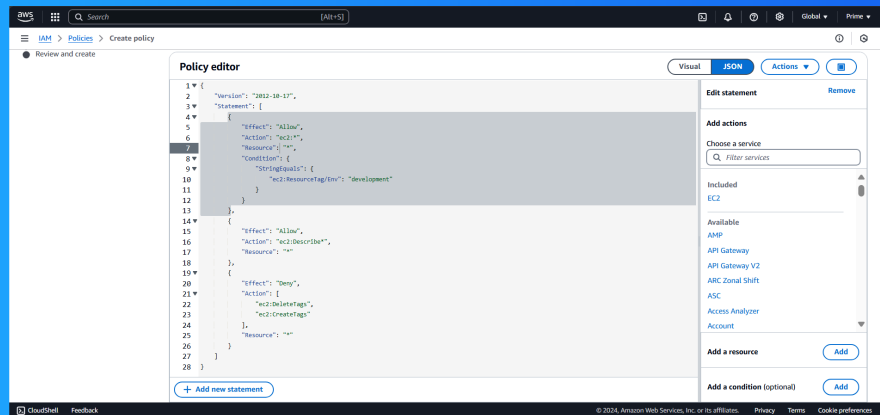 aws
Search [Alt+S]
Global Prime
IAM > Policies > Create policy
Review and create
Policy editor
Visual JSON Actions
1 {
2 "Version": "2012-10-17",
3 "Statement": [
4 {
5 "Effect": "Allow",
6 "Action": "ec2:*",
7 "Resource": "*",
8 "Condition": {
9 "StringEquals": {
10 "ec2:ResourceTag/Env": "development"
11 }
12 }
13 },
14 {
15 "Effect": "Allow",
16 "Action": "ec2:Describe*",
17 "Resource": "*"
18 },
19 {
20 "Effect": "Deny",
21 "Action": [
22 "ec2:DeleteTags",
23 "ec2:CreateTags"
24 ],
25 "Resource": "*"
26 }
27 ]
28 }
+ Add new statement
Edit statement Remove
Add actions
Choose a service
Filter services
Included
EC2
Available
AMP
API Gateway
API Gateway V2
ARC Zonal Shift
ASC
Access Analyzer
Account
Add a resource Add
Add a condition (optional) Add
CloudShell Feedback © 2024, Amazon Web Services, Inc. or its affiliates. Privacy Terms Cookie preferences